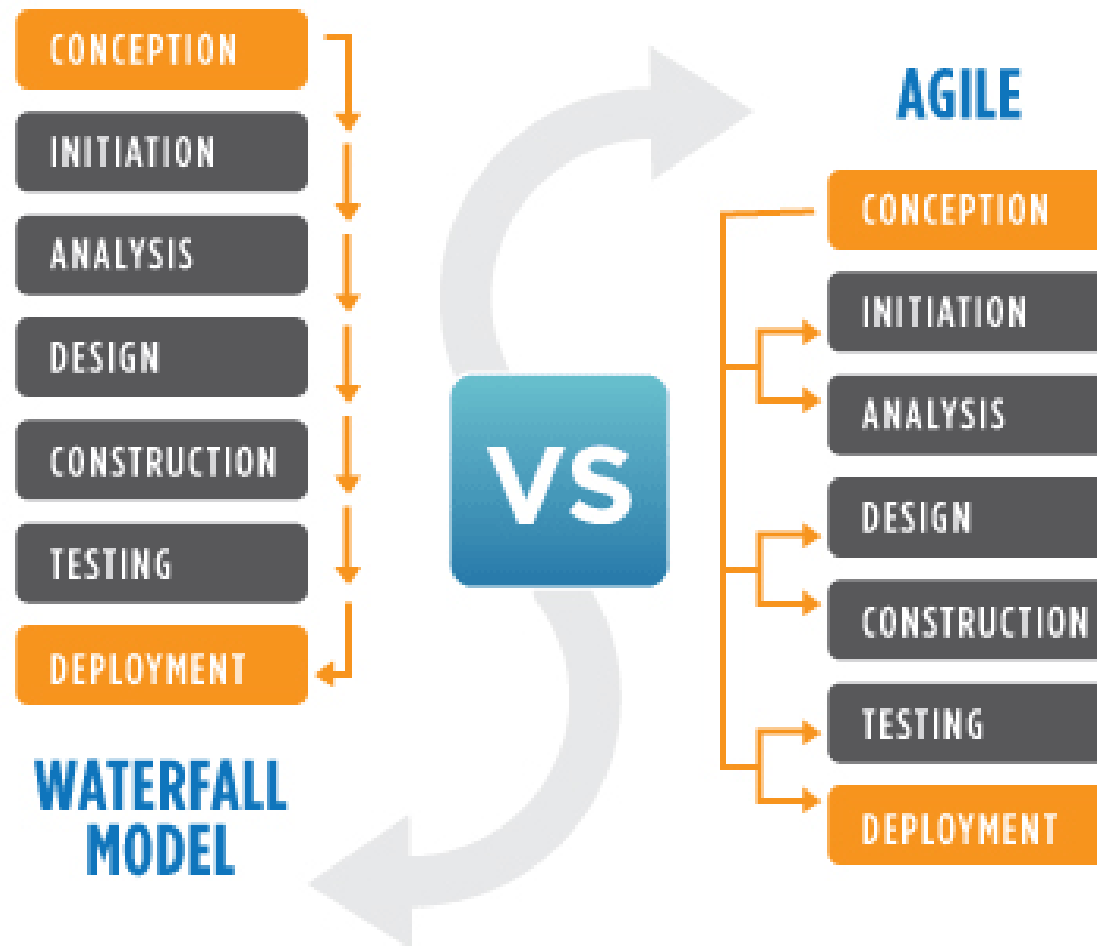 CONCEPTION
INITIATION
ANALYSIS
DESIGN
CONSTRUCTION
TESTING
DEPLOYMENT
WATERFALL
MODEL
VS
AGILE
CONCEPTION
INITIATION
ANALYSIS
DESIGN
CONSTRUCTION
TESTING
DEPLOYMENT